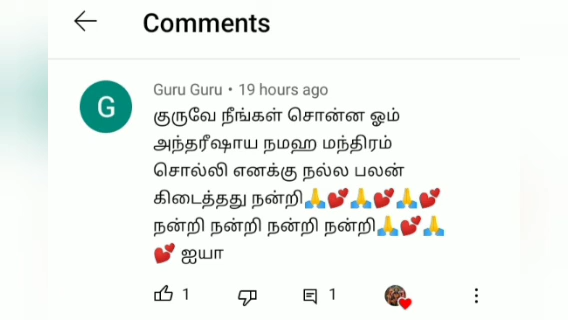 Comments
G
Guru Guru • 19 hours ago
குருவே நீங்கள் சொன்ன ஓம்
அந்தரீஷாய நமஹ மந்திரம்
சொல்லி எனக்கு நல்ல பலன்
கிடைத்தது நன்றி🙏💕🙏💕🙏💕
நன்றி நன்றி நன்றி நன்றி🙏💕🙏
💕 ஐயா
1 1